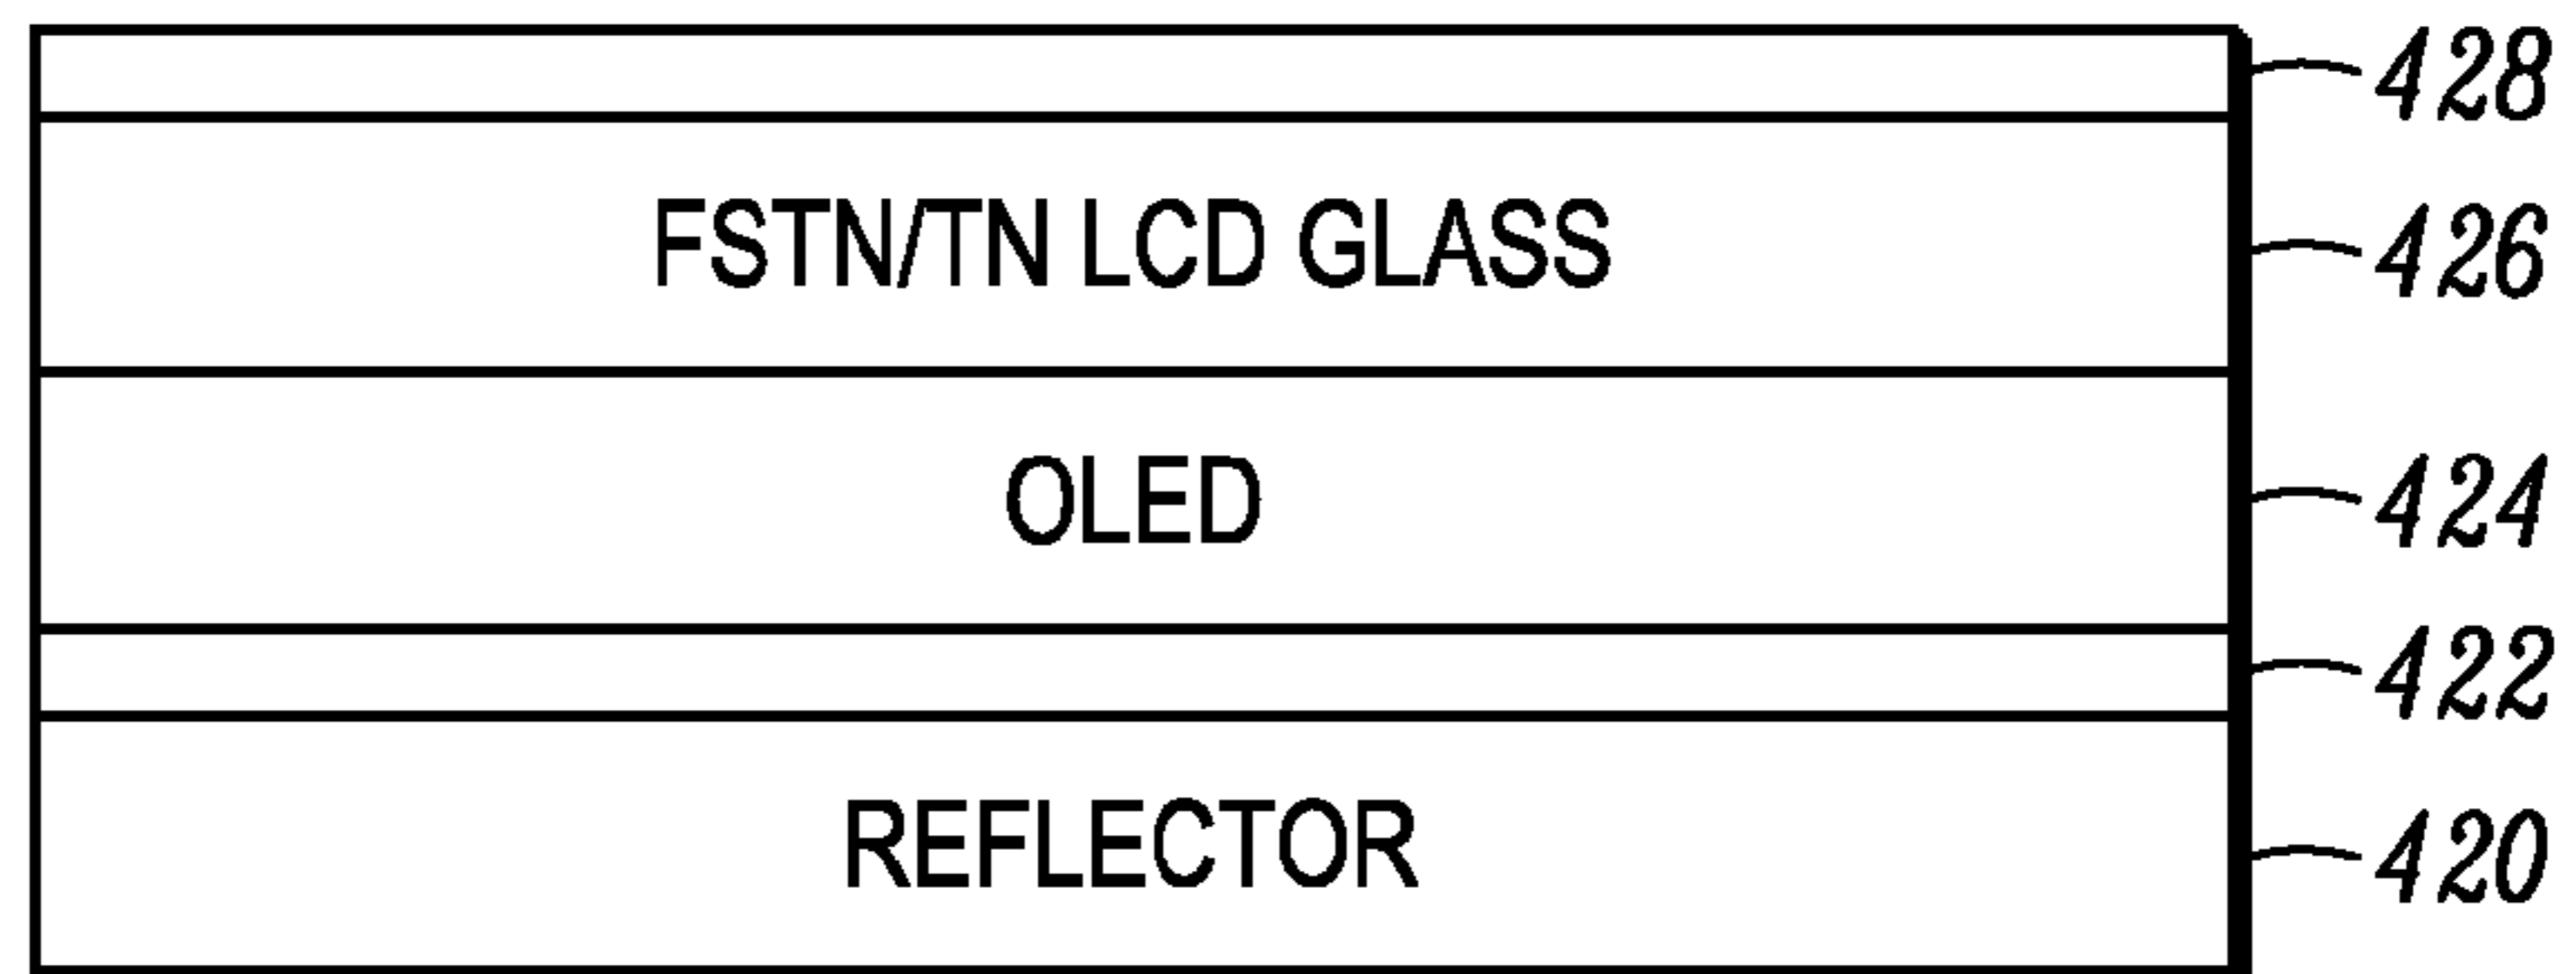 428
FSTN/TN LCD GLASS 426
OLED 424
422
REFLECTOR 420